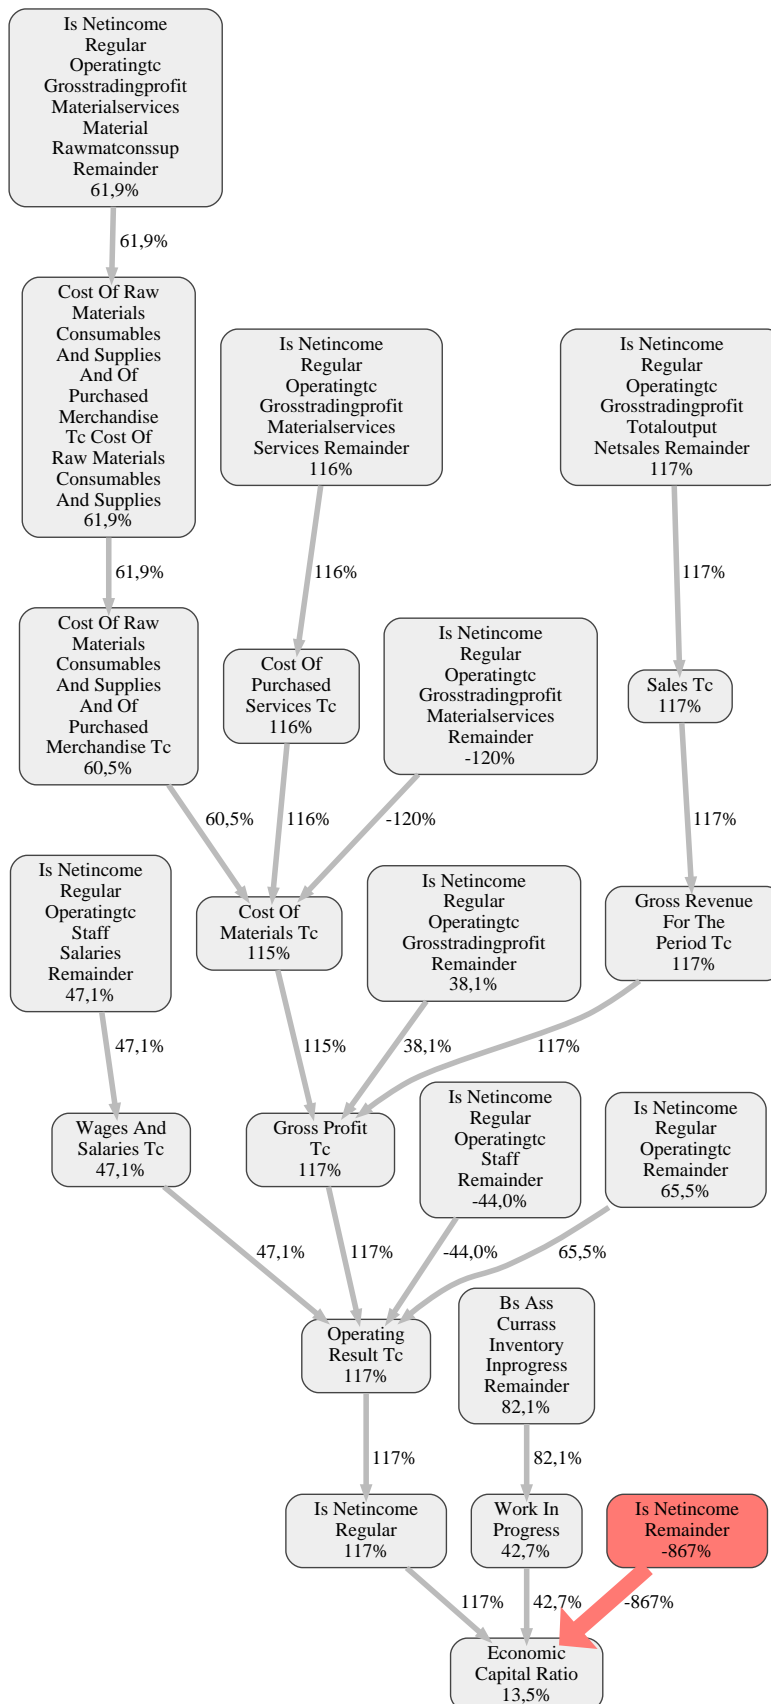 Is Netincome
Regular
Operatingtc
Grosstradingprofit
Materialservices
Material
Rawmatconssup
Remainder
61,9%
61,9%
Cost Of Raw
Materials
Consumables
And Supplies
And Of
Purchased
Merchandise
Tc Cost Of
Raw Materials
Consumables
And Supplies
61,9%
Is Netincome
Regular
Operatingtc
Grosstradingprofit
Materialservices
Services Remainder
116%
Is Netincome
Regular
Operatingtc
Grosstradingprofit
Totaloutput
Netsales Remainder
117%
61,9%
116%
117%
Cost Of Raw
Materials
Consumables
And Supplies
And Of
Purchased
Merchandise Tc
60,5%
Cost Of
Purchased
Services Tc
116%
Is Netincome
Regular
Operatingtc
Grosstradingprofit
Materialservices
Remainder
-120%
Sales Tc
117%
60,5%
116%
-120%
117%
Is Netincome
Regular
Operatingtc
Staff
Salaries
Remainder
47,1%
Cost Of
Materials Tc
115%
Is Netincome
Regular
Operatingtc
Grosstradingprofit
Remainder
38,1%
Gross Revenue
For The
Period Tc
117%
47,1%
115%
38,1%
117%
Wages And
Salaries Tc
47,1%
Gross Profit
Tc
117%
Is Netincome
Regular
Operatingtc
Staff
Remainder
-44,0%
Is Netincome
Regular
Operatingtc
Remainder
65,5%
47,1%
117%
-44,0%
65,5%
Operating
Result Tc
117%
Bs Ass
Currass
Inventory
Inprogress
Remainder
82,1%
117%
82,1%
Is Netincome
Regular
117%
Work In
Progress
42,7%
Is Netincome
Remainder
-867%
117%
42,7%
-867%
Economic
Capital Ratio
13,5%